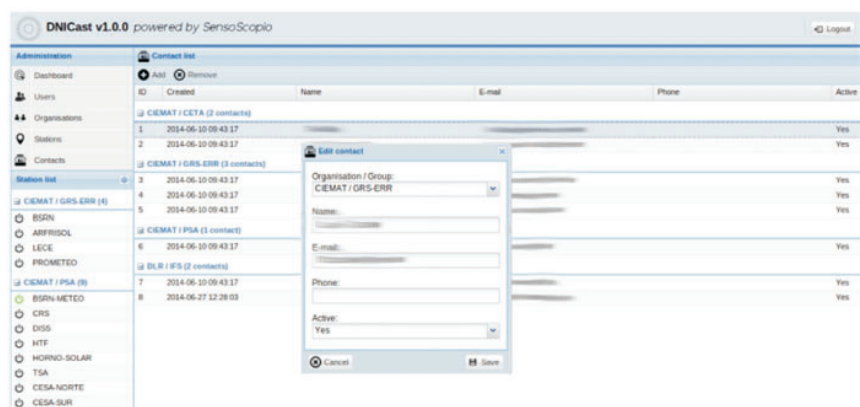 DNICast v1.0.0 powered by SensoScopio
Logout
Administration
Dashboard
Users
Organisations
Stations
Contacts
Station list
CIEMAT / GRS-ERR (4)
BSRN
ARFRISOL
LECE
PROMETEO
CIEMAT / PSA (9)
BSRN-METEO
CRS
DISS
HTF
HORNO-SOLAR
TSA
CESA-NORTE
CESA-SUR
Contact list
Add Remove
ID Created Name E-mail Phone Active
CIEMAT / CETA (2 contacts)
1 2014-06-10 09:43:17 Yes
2 2014-06-10 09:43:17 Yes
CIEMAT / GRS-ERR (3 contacts)
3 2014-06-10 09:43:17 Yes
4 2014-06-10 09:43:17 Yes
5 2014-06-10 09:43:17 Yes
CIEMAT / PSA (1 contact)
6 2014-06-10 09:43:17 Yes
DLR / IFS (2 contacts)
7 2014-06-10 09:43:17 Yes
8 2014-06-27 12:28:03 Yes
Edit contact
Organisation / Group:
CIEMAT / GRS-ERR
Name:
E-mail:
Phone:
Active:
Yes
Cancel Save